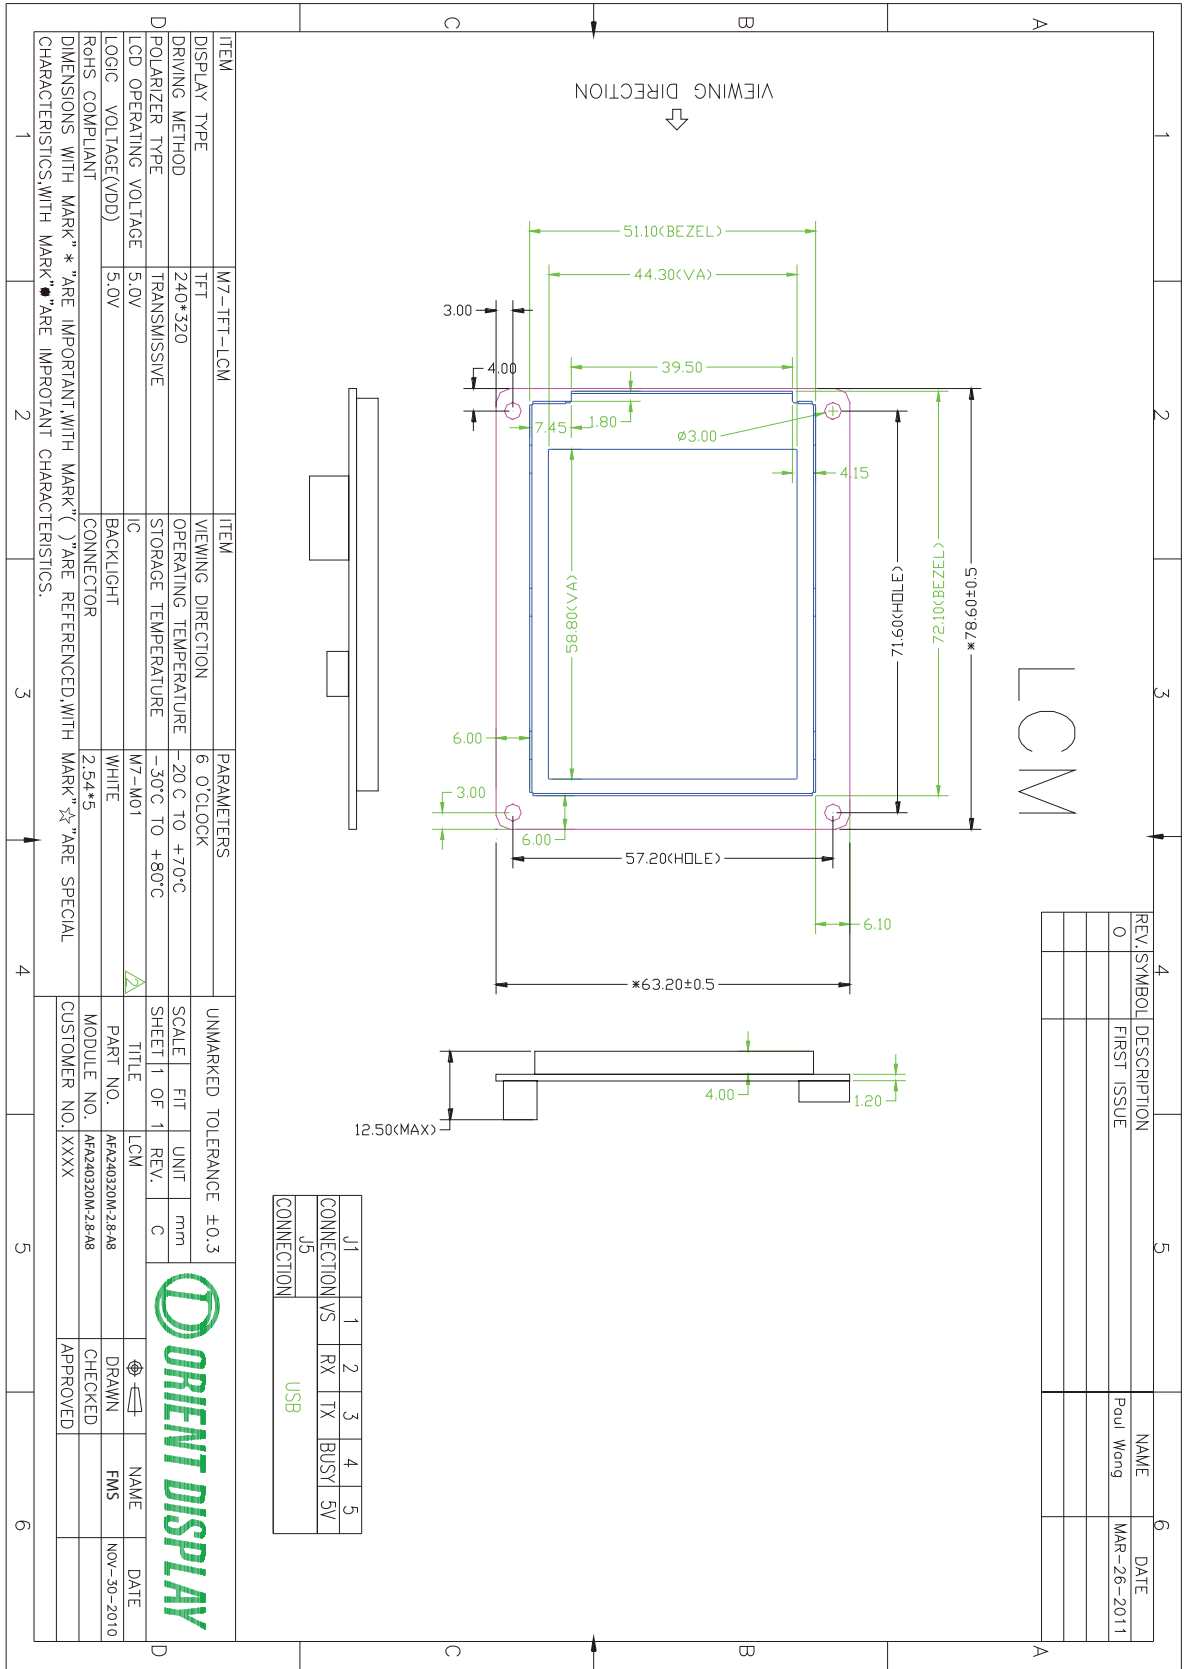 1 2 3 4 5 6
A
B
C
D
A
B
C
D
1 2 3 4 5 6
LCM
REV. SYMBOL DESCRIPTION NAME DATE
0 FIRST ISSUE Paul Wang MAR-26-2011
VIEWING DIRECTION
*78.60±0.5
72.10(BEZEL)
71.60(HOLE)
Ø3.00
4.15
58.80(VA)
51.10(BEZEL)
44.30(VA)
39.50
1.80
7.45
3.00
4.00
6.00
3.00
6.00
57.20(HOLE)
6.10
*63.20±0.5
4.00
1.20
12.50(MAX)
J1 1 2 3 4 5
CONNECTION VS RX TX BUSY 5V
J5 USB
CONNECTION
ITEM M7-TFT-LCM ITEM PARAMETERS
DISPLAY TYPE TFT VIEWING DIRECTION 6 O'CLOCK
DRIVING METHOD 240*320 OPERATING TEMPERATURE -20°C TO +70°C
POLARIZER TYPE TRANSMISSIVE STORAGE TEMPERATURE -30°C TO +80°C
LCD OPERATING VOLTAGE 5.0V IC M7-M01 2
LOGIC VOLTAGE(VDD) 5.0V BACKLIGHT WHITE
RoHS COMPLIANT CONNECTOR 2.54*5
DIMENSIONS WITH MARK" * "ARE IMPORTANT,WITH MARK"( )"ARE REFERENCED,WITH MARK"☆"ARE SPECIAL
CHARACTERISTICS,WITH MARK"●"ARE IMPROTANT CHARACTERISTICS.
UNMARKED TOLERANCE ±0.3
SCALE FIT UNIT mm
SHEET 1 OF 1 REV. C
TITLE LCM NAME DATE
PART NO. AFA240320M-2.8-A8 DRAWN FMS NOV-30-2010
MODULE NO. AFA240320M-2.8-A8 CHECKED
CUSTOMER NO. XXXX APPROVED
ORIENT DISPLAY